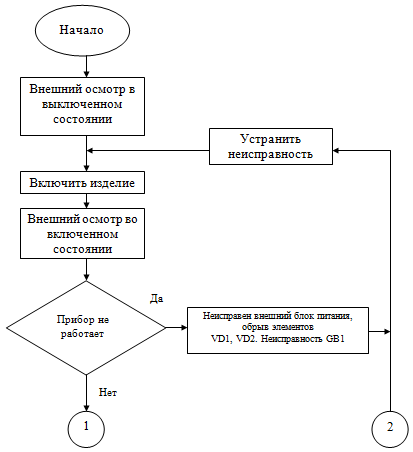 Начало
Внешний осмотр в
выключенном
состоянии
Устранить
неисправность
Включить изделие
Внешний осмотр во
включенном
состоянии
Да
Прибор не
работает
Неисправен внешний блок питания,
обрыв элементов
VD1, VD2. Неисправность GB1
Нет
1
2